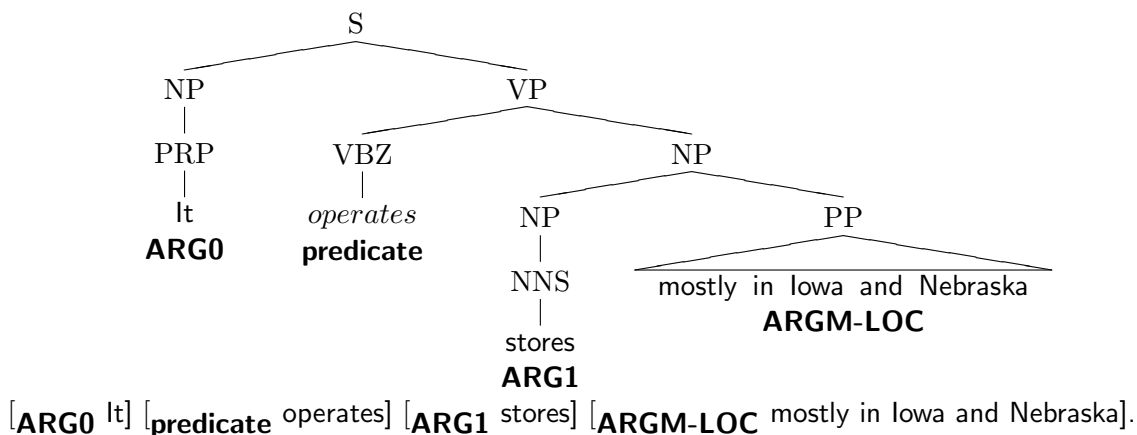 S
NP VP
PRP VBZ NP
It operates NP PP
ARG0 predicate
NNS mostly in Iowa and Nebraska
ARGM-LOC
stores
ARG1
[ARG0 It] [predicate operates] [ARG1 stores] [ARGM-LOC mostly in Iowa and Nebraska].